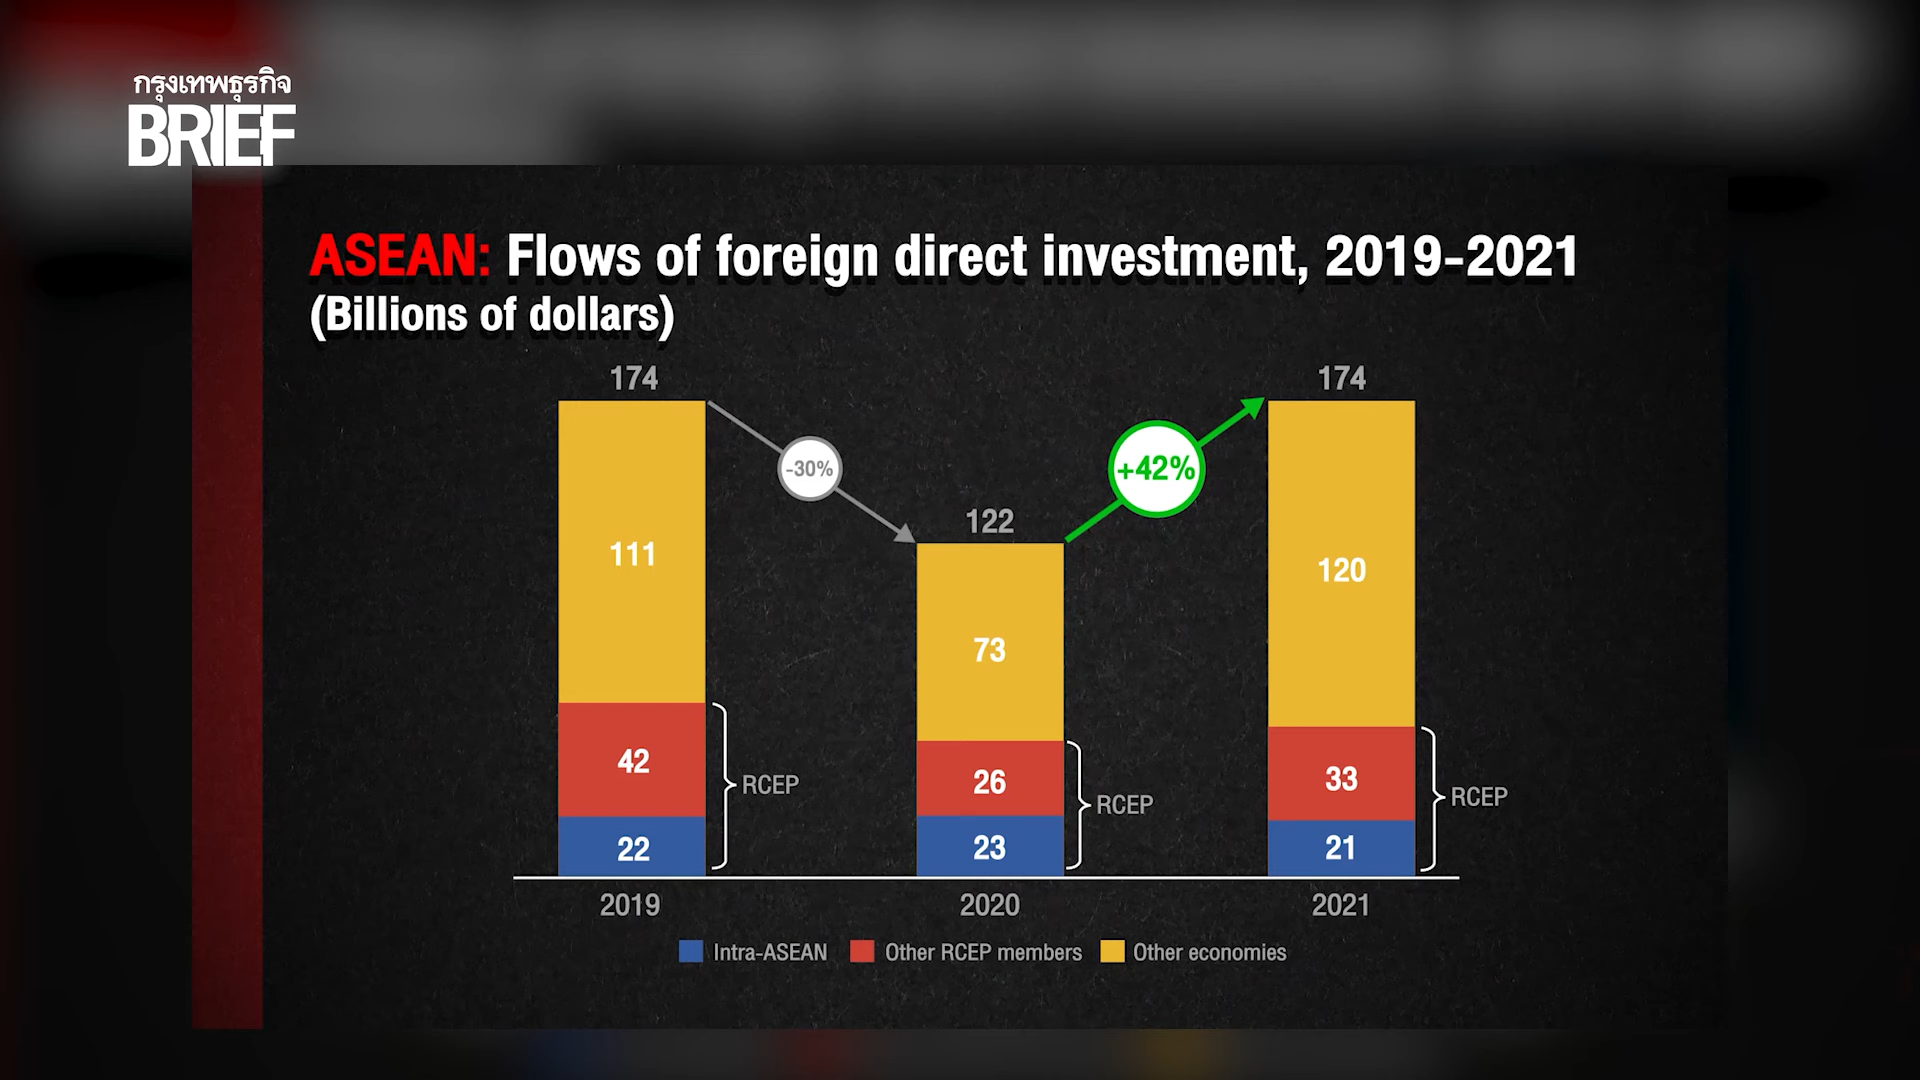 กรุงเทพธุรกิจ
BRIEF
ASEAN: Flows of foreign direct investment, 2019-2021
(Billions of dollars)
174
174
-30%
+42%
122
111
73
120
42
26
33
RCEP
RCEP
RCEP
22
23
21
2019
2020
2021
Intra-ASEAN
Other RCEP members
Other economies